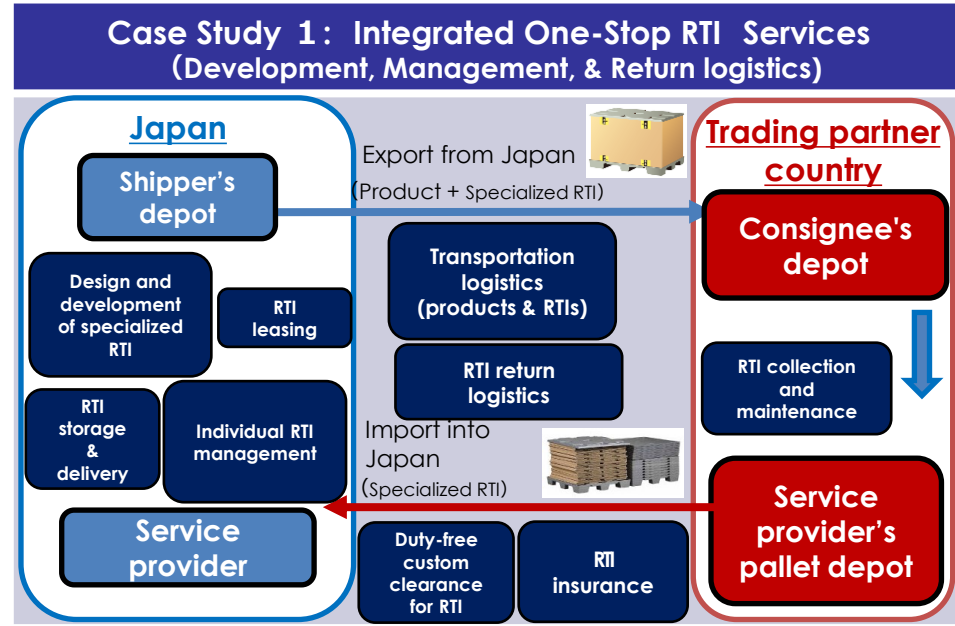 Case Study 1: Integrated One-Stop RTI Services
(Development, Management, & Return logistics)
Japan
Shipper's
depot
Design and
development
of specialized
RTI
RTI
leasing
RTI
storage
&
delivery
Individual RTI
management
Service
provider
Export from Japan
(Product + Specialized RTI)
Transportation
logistics
(products & RTIs)
RTI return
logistics
Import into
Japan
(Specialized RTI)
Duty-free
custom
clearance
for RTI
RTI
insurance
Trading partner
country
Consignee's
depot
RTI collection
and
maintenance
Service
provider's
pallet depot